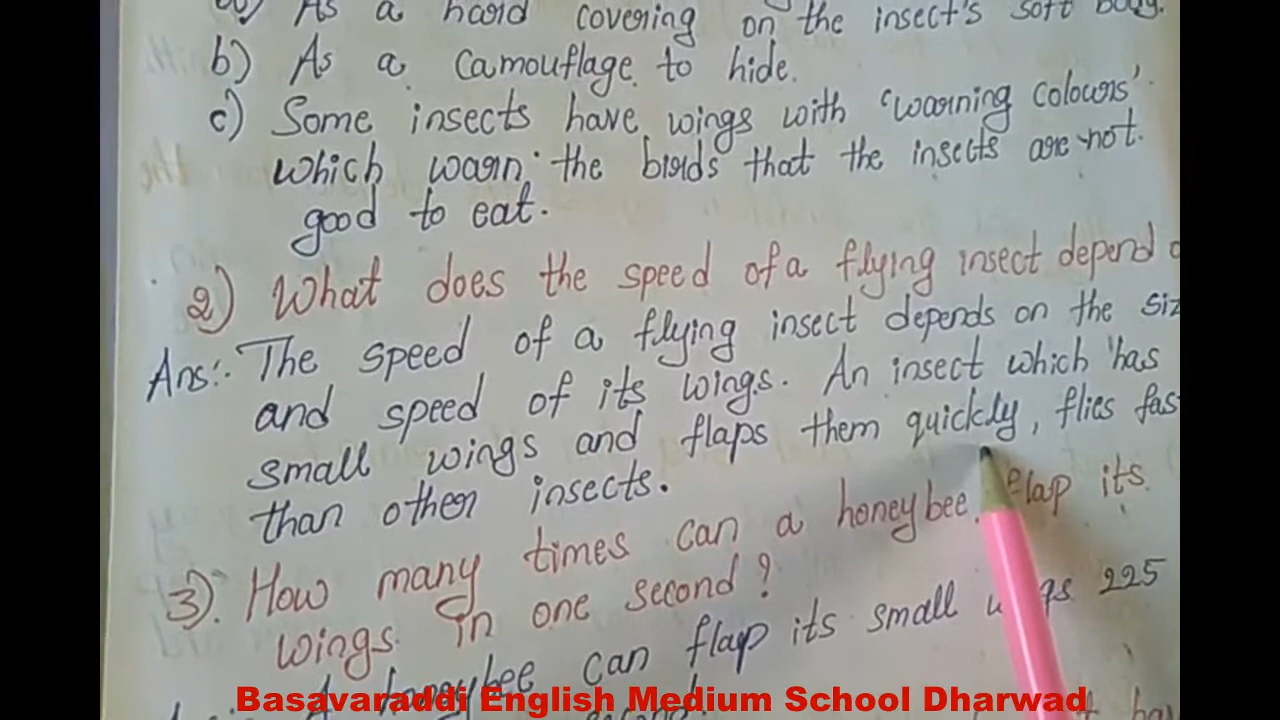 As a hard covering on the insect's soft body.
b) As a camouflage to hide.
c) Some insects have wings with 'warning colours'
which warn the birds that the insects are not
good to eat.
2) What does the speed of a flying insect depend
Ans:- The speed of a flying insect depends on the siz
and speed of its wings. An insect which has
small wings and flaps them quickly, flies fas
than other insects.
3). How many times can a honeybee flap its
wings in one second?
honeybee can flap its small wings 225
Basavaraddi English Medium School Dharwad